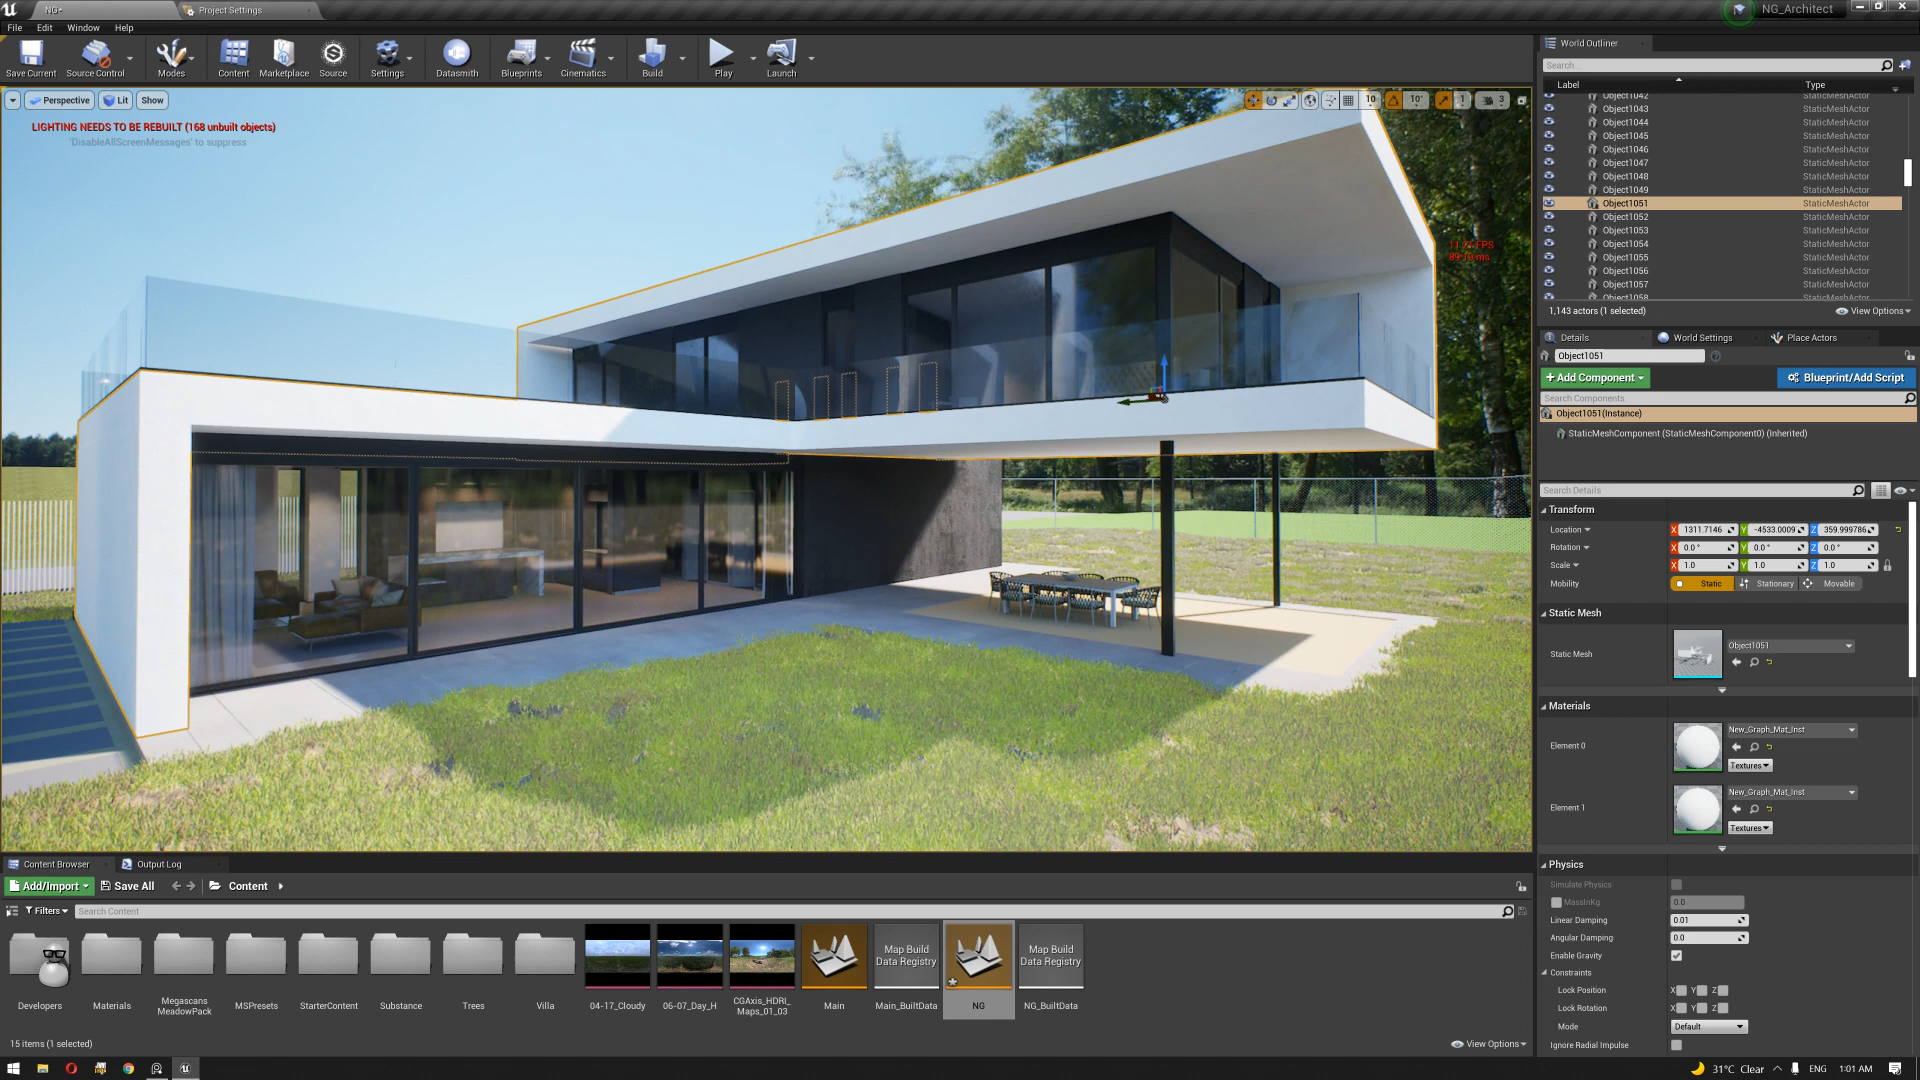 NG*
Project Settings
NG_Architect
File Edit Window Help
Save Current
Source Control
Modes
Content
Marketplace
Source
Settings
Datasmith
Blueprints
Cinematics
Build
Play
Launch
Perspective
Lit
Show
10
10°
1
3
LIGHTING NEEDS TO BE REBUILT (168 unbuilt objects)
'DisableAllScreenMessages' to suppress
World Outliner
Search...
Label Type
Object1042 StaticMeshActor
Object1043 StaticMeshActor
Object1044 StaticMeshActor
Object1045 StaticMeshActor
Object1046 StaticMeshActor
Object1047 StaticMeshActor
Object1048 StaticMeshActor
Object1049 StaticMeshActor
Object1051 StaticMeshActor
Object1052 StaticMeshActor
Object1053 StaticMeshActor
Object1054 StaticMeshActor
Object1055 StaticMeshActor
Object1056 StaticMeshActor
Object1057 StaticMeshActor
Object1058 StaticMeshActor
1,143 actors (1 selected)
View Options
Details
World Settings
Place Actors
Object1051
+ Add Component
Blueprint/Add Script
Search Components
Object1051(Instance)
StaticMeshComponent (StaticMeshComponent0) (Inherited)
Search Details
Transform
Location X 1311.7146 Y -4533.0009 Z 359.999786
Rotation X 0.0 ° Y 0.0 ° Z 0.0 °
Scale X 1.0 Y 1.0 Z 1.0
Mobility Static Stationary Movable
Static Mesh
Static Mesh Object1051
Materials
Element 0 New_Graph_Mat_Inst
Textures
Element 1 New_Graph_Mat_Inst
Textures
Physics
Simulate Physics
MassInKg 0.0
Linear Damping 0.01
Angular Damping 0.0
Enable Gravity
Constraints
Lock Position X Y Z
Lock Rotation X Y Z
Mode Default
Ignore Radial Impulse
Content Browser
Output Log
Add/Import
Save All
Content
Filters
Search Content
Developers
Materials
Megascans
MeadowPack
MSPresets
StarterContent
Substance
Trees
Villa
04-17_Cloudy
06-07_Day_H
CGAxis_HDRI_
Maps_01_03
Main
Map Build
Data Registry
Main_BuiltData
NG
Map Build
Data Registry
NG_BuiltData
15 items (1 selected)
View Options
31°C Clear
ENG
1:01 AM